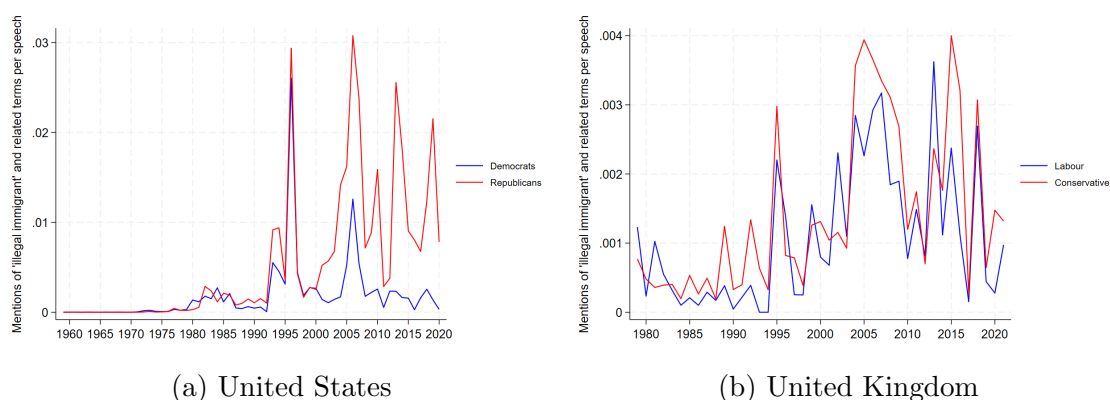 Mentions of 'illegal immigrant' and related terms per speech
.03
.02
.01
0
1960 1965 1970 1975 1980 1985 1990 1995 2000 2005 2010 2015 2020
Democrats
Republicans
(a) United States
Mentions of 'illegal immigrant' and related terms per speech
.004
.003
.002
.001
0
1980 1985 1990 1995 2000 2005 2010 2015 2020
Labour
Conservative
(b) United Kingdom